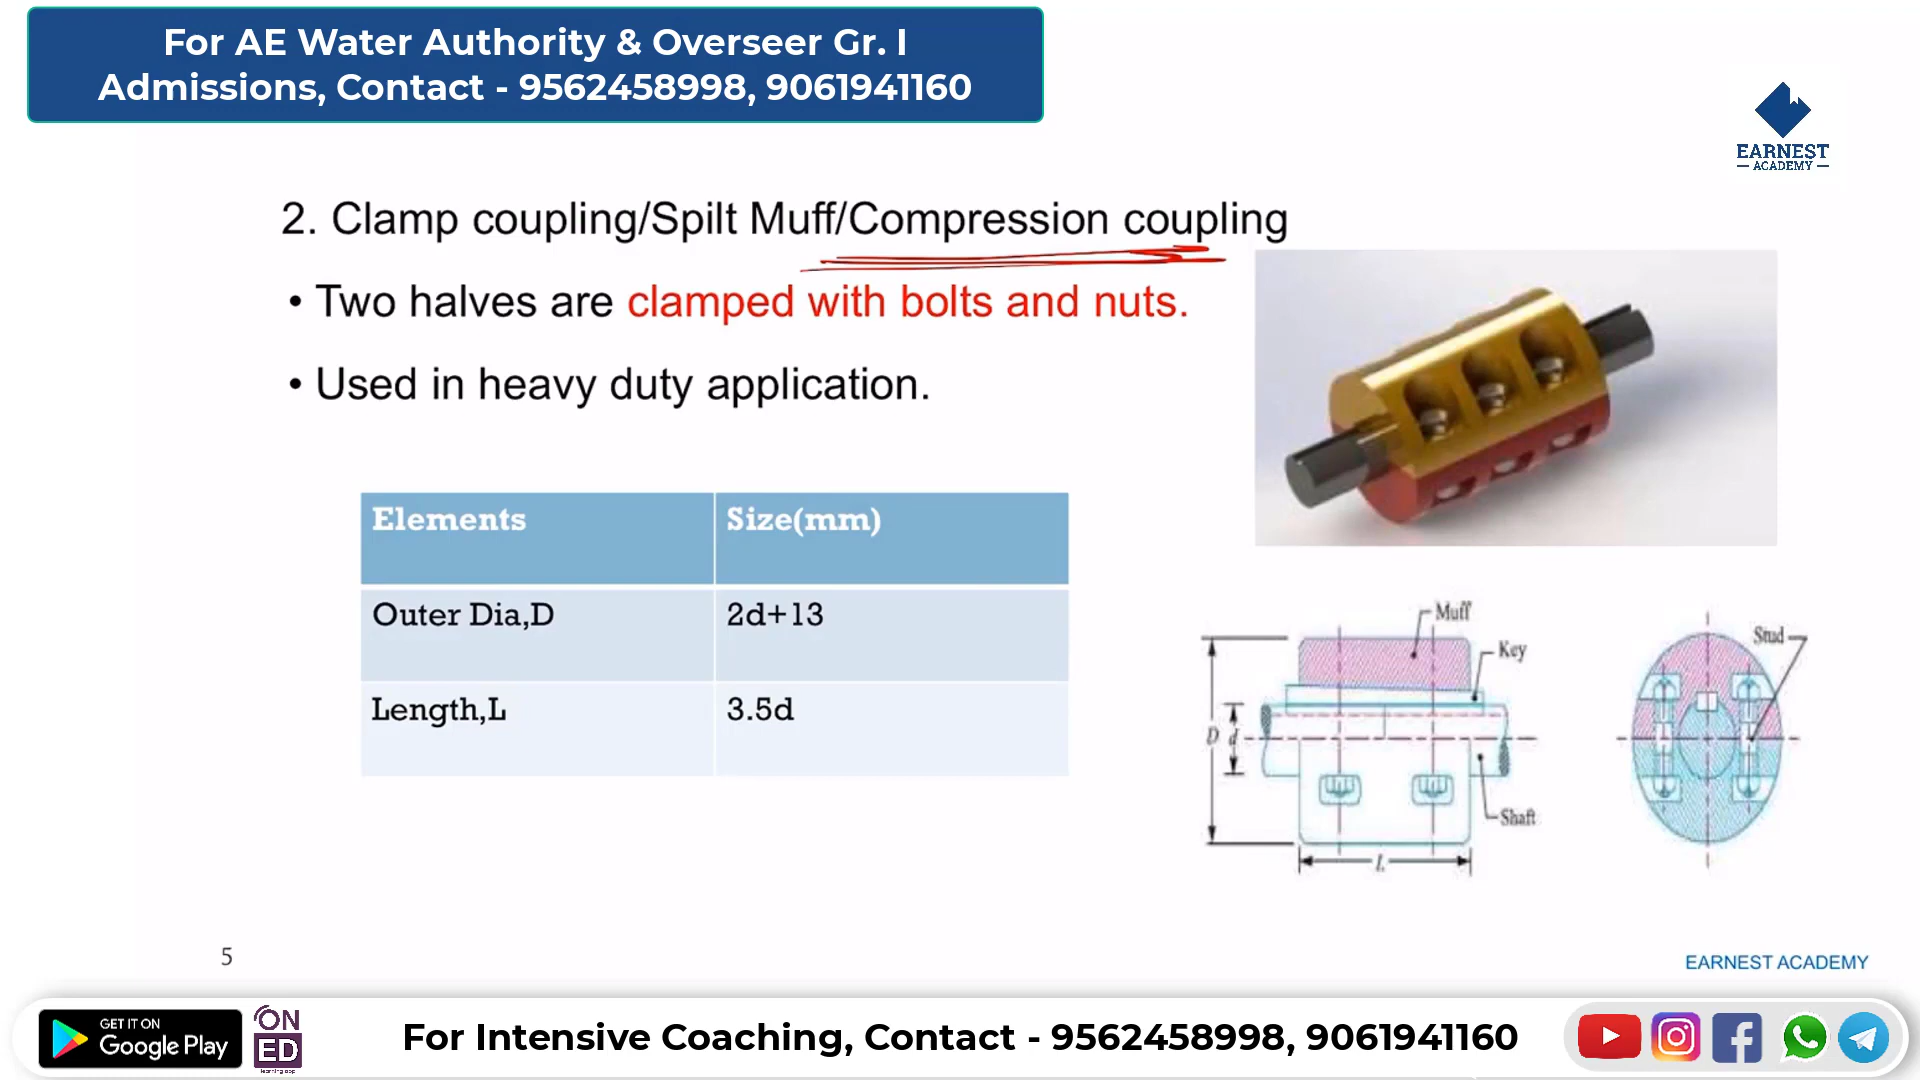 For AE Water Authority & Overseer Gr. I
Admissions, Contact - 9562458998, 9061941160
EARNEST
ACADEMY
2. Clamp coupling/Spilt Muff/Compression coupling
• Two halves are clamped with bolts and nuts.
• Used in heavy duty application.
Elements Size(mm)
Outer Dia,D 2d+13
Length,L 3.5d
Muff
Key
D d
Shaft
L
Stud
5
EARNEST ACADEMY
GET IT ON
Google Play
ON
ED
learning app
For Intensive Coaching, Contact - 9562458998, 9061941160